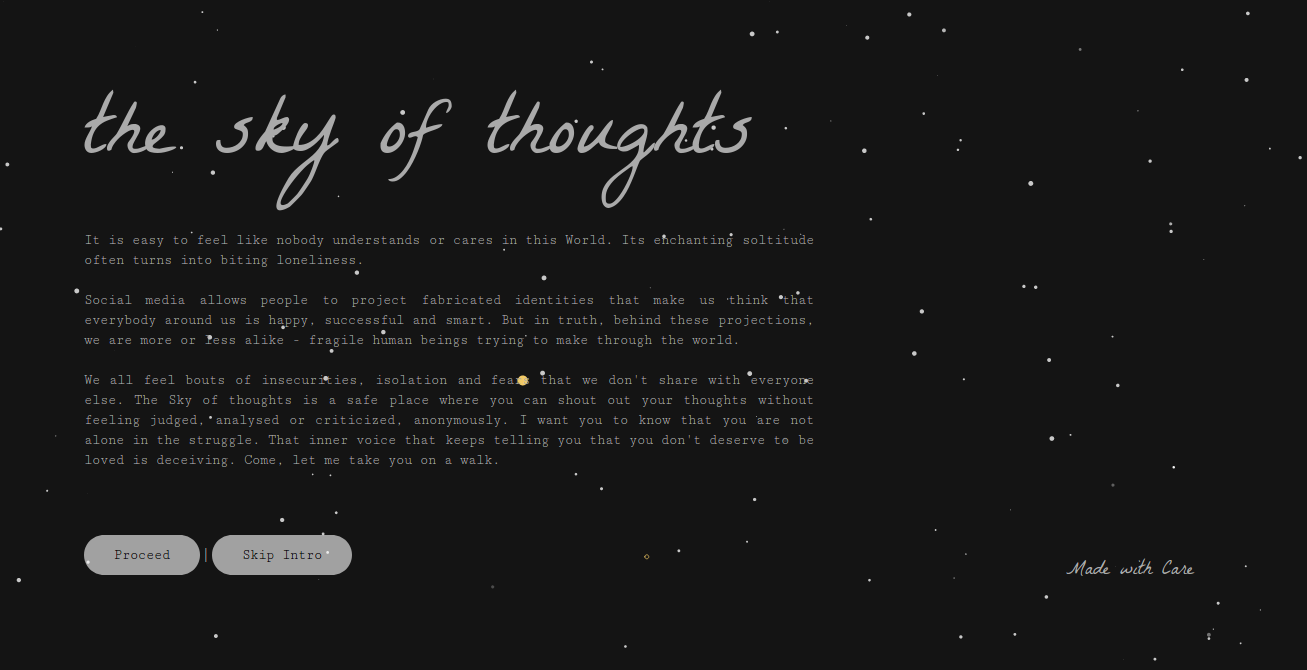 the sky of thoughts
It is easy to feel like nobody understands or cares in this World. Its enchanting soltitude
often turns into biting loneliness.
Social media allows people to project fabricated identities that make us think that
everybody around us is happy, successful and smart. But in truth, behind these projections,
we are more or less alike - fragile human beings trying to make through the world.
We all feel bouts of insecurities, isolation and fears that we don't share with everyone
else. The Sky of thoughts is a safe place where you can shout out your thoughts without
feeling judged, analysed or criticized, anonymously. I want you to know that you are not
alone in the struggle. That inner voice that keeps telling you that you don't deserve to be
loved is deceiving. Come, let me take you on a walk.
Proceed | Skip Intro
Made with Care